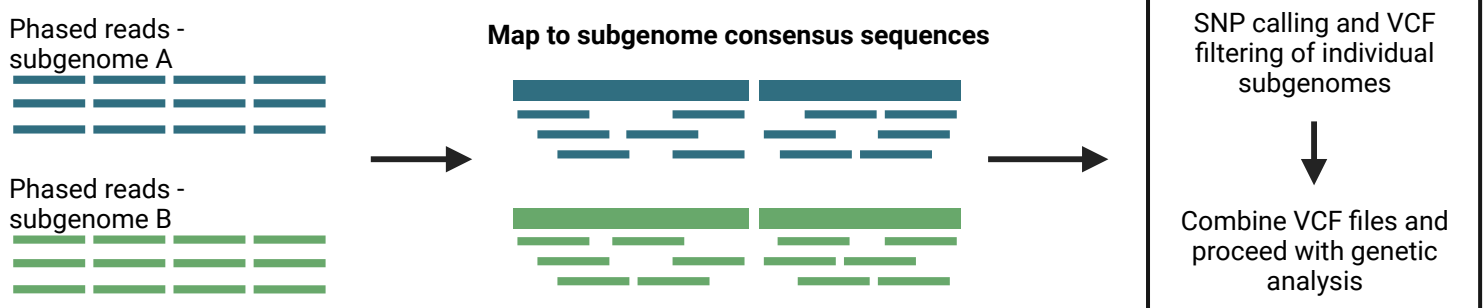 Phased reads -
subgenome A
Phased reads -
subgenome B
Map to subgenome consensus sequences
SNP calling and VCF
filtering of individual
subgenomes
Combine VCF files and
proceed with genetic
analysis